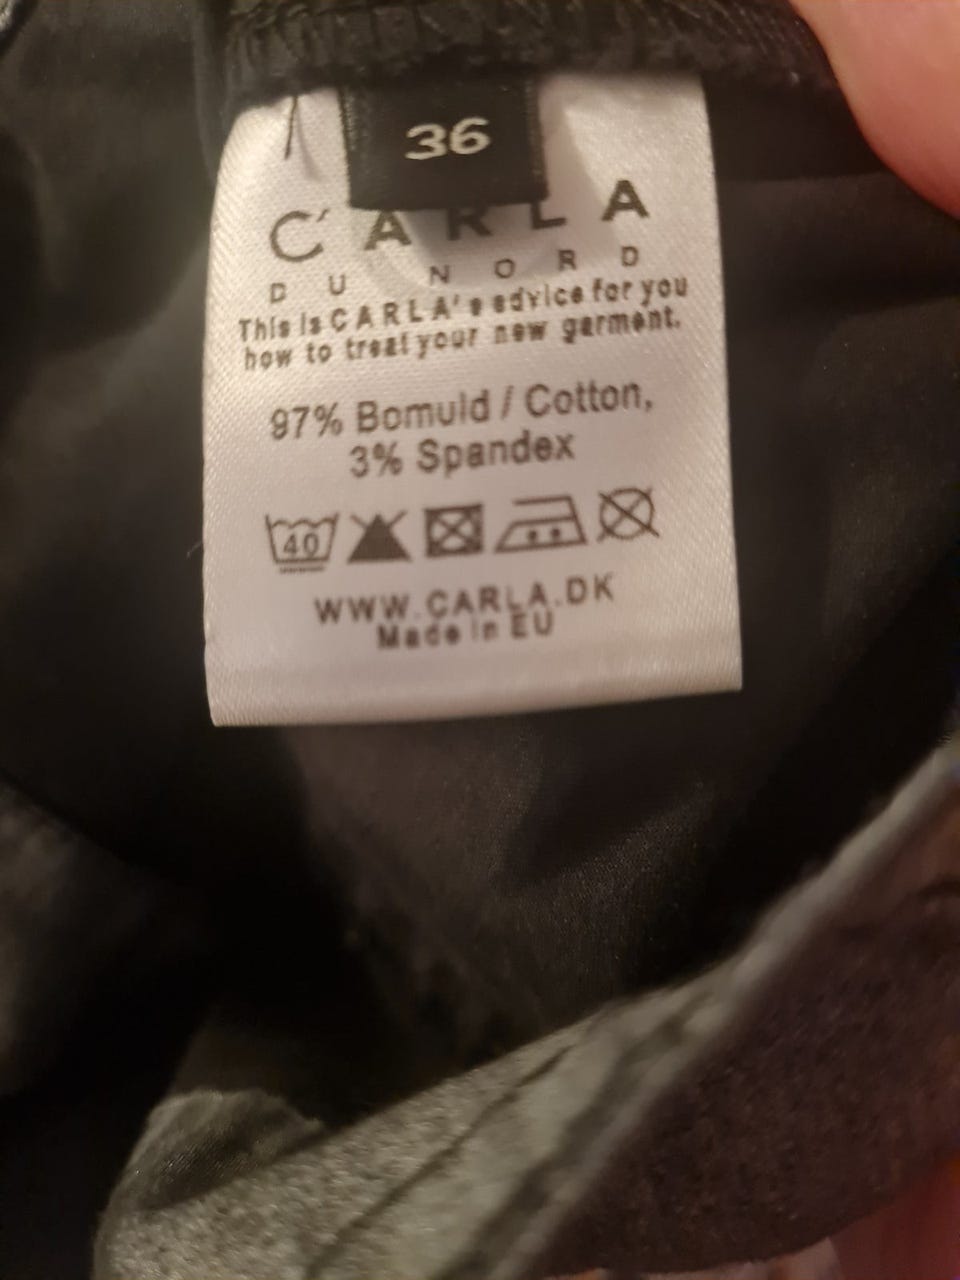 36
C'ARLA
DU NORD
This is CARLA's advice for you
how to treat your new garment.
97% Bomuld / Cotton,
3% Spandex
40
WWW.CARLA.DK
Made in EU